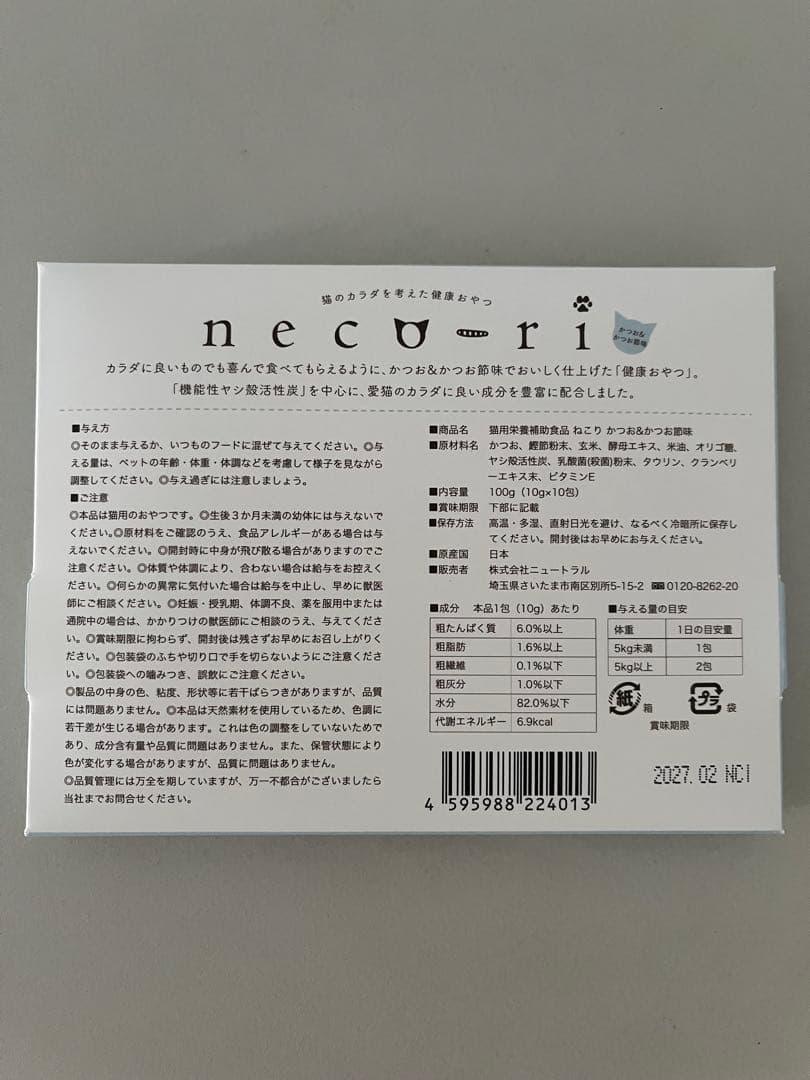 猫のカラダを考えた健康おやつ
neco-ri
かつお&
かつお節味
カラダに良いものでも喜んで食べてもらえるように、かつお&かつお節味でおいしく仕上げた「健康おやつ」。
「機能性ヤシ殻活性炭」を中心に、愛猫のカラダに良い成分を豊富に配合しました。
■与え方
◎そのまま与えるか、いつものフードに混ぜて与えてください。◎与
える量は、ペットの年齢・体重・体調などを考慮して様子を見ながら
調整してください。◎与え過ぎには注意しましょう。
■ご注意
◎本品は猫用のおやつです。◎生後3か月未満の幼体には与えない
でください。◎原材料をご確認のうえ、食品アレルギーがある場合は与
えないでください。◎開封時に中身が飛び散る場合がありますのでご
注意ください。◎体質や体調により、合わない場合は給与をお控えく
ださい。◎何らかの異常に気付いた場合は給与を中止し、早めに獣医
師にご相談ください。◎妊娠・授乳期、体調不良、薬を服用中または
通院中の場合は、かかりつけの獣医師にご相談のうえ、与えてくださ
い。◎賞味期限に拘わらず、開封後は残さずお早めにお召し上がりく
ださい。◎包装袋のふちや切り口で手を切らないようにご注意くださ
い。◎包装袋への噛みつき、誤飲にご注意ください。
◎製品の中身の色、粘度、形状等に若干ばらつきがありますが、品質
には問題ありません。◎本品は天然素材を使用しているため、色調に
若干差が生じる場合があります。これは色の調整をしていないためで
あり、成分含有量や品質に問題はありません。また、保管状態により
色が変化する場合がありますが、品質に問題はありません。
◎品質管理には万全を期していますが、万一不都合がございましたら
当社までお問合せください。
■商品名 猫用栄養補助食品 ねこり かつお&かつお節味
■原材料名 かつお、鰹節粉末、玄米、酵母エキス、米油、オリゴ糖、
ヤシ殻活性炭、乳酸菌(殺菌)粉末、タウリン、クランベリ
ーエキス末、ビタミンE
■内容量 100g（10g×10包）
■賞味期限 下部に記載
■保存方法 高温・多湿、直射日光を避け、なるべく冷暗所に保存し
てください。開封後はお早めにお与えください。
■原産国 日本
■販売者 株式会社ニュートラル
埼玉県さいたま市南区別所5-15-2 0120-8262-20
■成分 本品1包（10g）あたり
粗たんぱく質 6.0%以上
粗脂肪 1.6%以上
粗繊維 0.1%以下
粗灰分 1.0%以下
水分 82.0%以下
代謝エネルギー 6.9kcal
■与える量の目安
体重 1日の目安量
5kg未満 1包
5kg以上 2包
紙 箱 プラ 袋
賞味期限
2027. 02 NCI
4 595988 224013